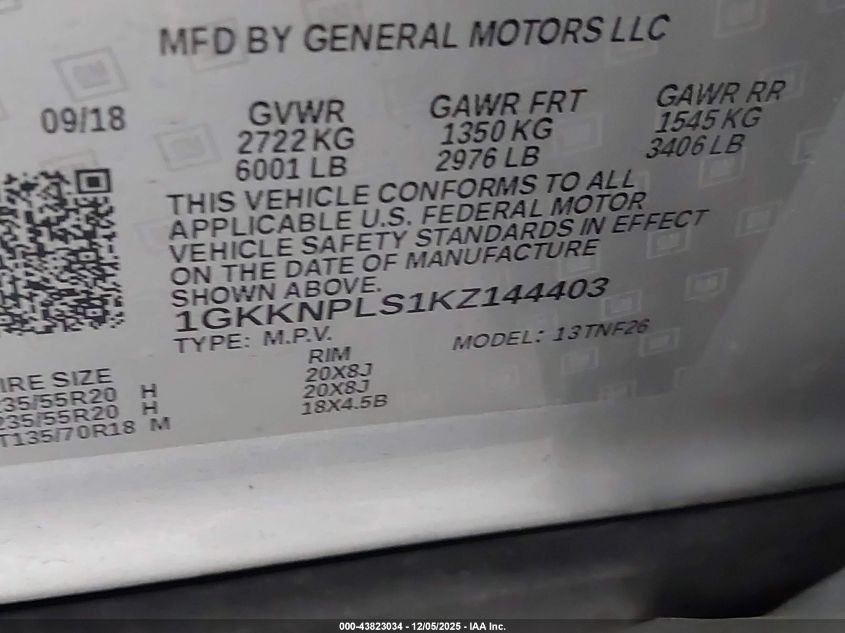 MFD BY GENERAL MOTORS LLC
09/18 GVWR GAWR FRT GAWR RR
2722 KG 1350 KG 1545 KG
6001 LB 2976 LB 3406 LB
THIS VEHICLE CONFORMS TO ALL
APPLICABLE U.S. FEDERAL MOTOR
VEHICLE SAFETY STANDARDS IN EFFECT
ON THE DATE OF MANUFACTURE
SHOWN ABOVE.
1GKKNPLS1KZ144403
TYPE: M.P.V. MODEL: 13TNF26
IRE SIZE RIM
235/55R20 H 20X8J
235/55R20 H 20X8J
T135/70R18 M 18X4.5B
000-43823034 - 12/05/2025 - IAA Inc.